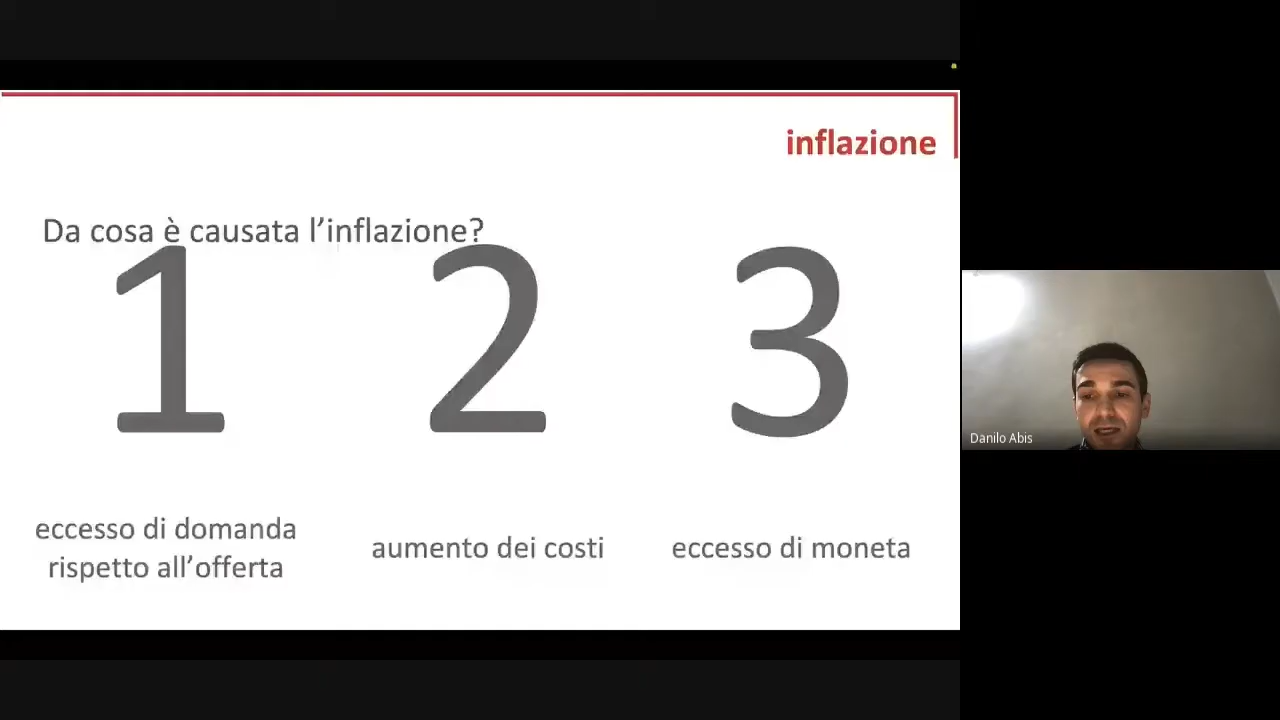 inflazione
Da cosa è causata l’inflazione?
1 2 3
eccesso di domanda
rispetto all’offerta
aumento dei costi
eccesso di moneta
Danilo Abis